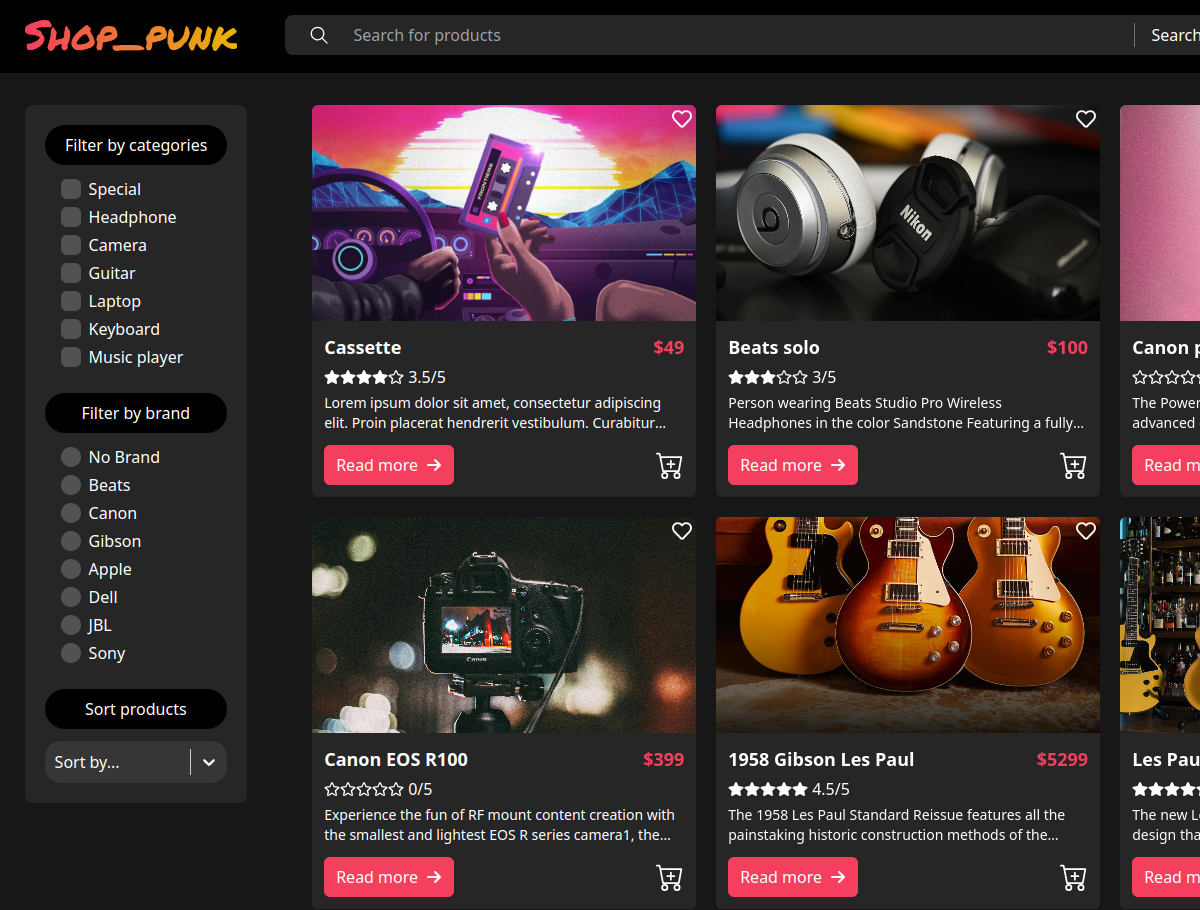 Shop_punk
Search for products
Search
Filter by categories
Special
Headphone
Camera
Guitar
Laptop
Keyboard
Music player
Filter by brand
No Brand
Beats
Canon
Gibson
Apple
Dell
JBL
Sony
Sort products
Sort by...
FRONTIERS
Cassette
$49
3.5/5
Lorem ipsum dolor sit amet, consectetur adipiscing
elit. Proin placerat hendrerit vestibulum. Curabitur...
Read more
Nikon
Beats solo
$100
3/5
Person wearing Beats Studio Pro Wireless
Headphones in the color Sandstone Featuring a fully...
Read more
Canon p
The Power
advanced
Read m
Canon
Canon EOS R100
$399
0/5
Experience the fun of RF mount content creation with
the smallest and lightest EOS R series camera1, the...
Read more
1958 Gibson Les Paul
$5299
4.5/5
The 1958 Les Paul Standard Reissue features all the
painstaking historic construction methods of the...
Read more
Les Pau
The new Le
design tha
Read m